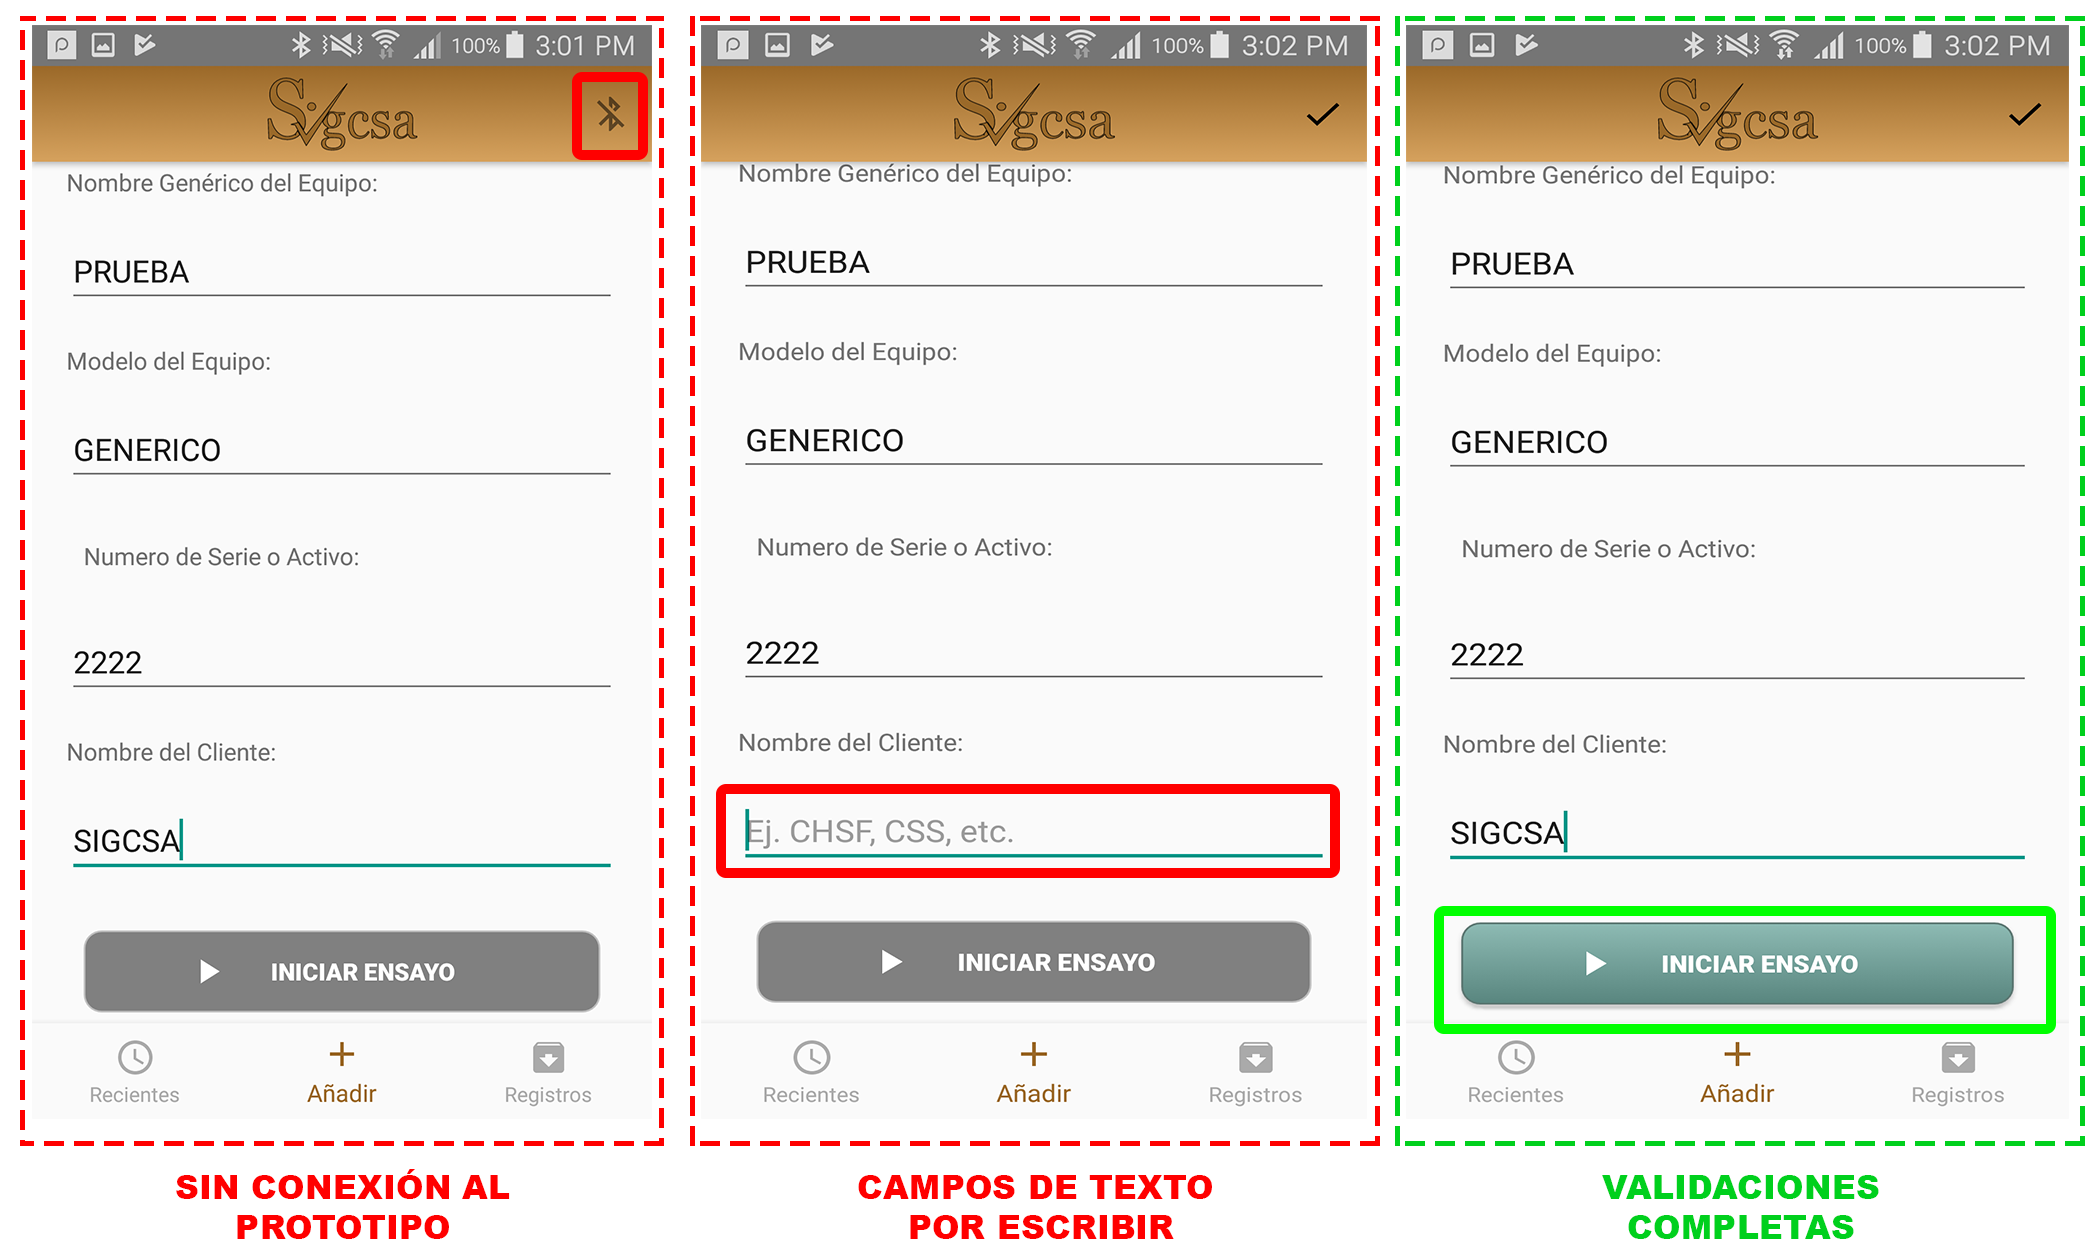 100% 3:01 PM
Sigcsa
Nombre Genérico del Equipo:
PRUEBA
Modelo del Equipo:
GENERICO
Numero de Serie o Activo:
2222
Nombre del Cliente:
SIGCSA
INICIAR ENSAYO
Recientes
Añadir
Registros
SIN CONEXIÓN AL
PROTOTIPO
100% 3:02 PM
Sigcsa
Nombre Genérico del Equipo:
PRUEBA
Modelo del Equipo:
GENERICO
Numero de Serie o Activo:
2222
Nombre del Cliente:
Ej. CHSF, CSS, etc.
INICIAR ENSAYO
Recientes
Añadir
Registros
CAMPOS DE TEXTO
POR ESCRIBIR
100% 3:02 PM
Sigcsa
Nombre Genérico del Equipo:
PRUEBA
Modelo del Equipo:
GENERICO
Numero de Serie o Activo:
2222
Nombre del Cliente:
SIGCSA
INICIAR ENSAYO
Recientes
Añadir
Registros
VALIDACIONES
COMPLETAS